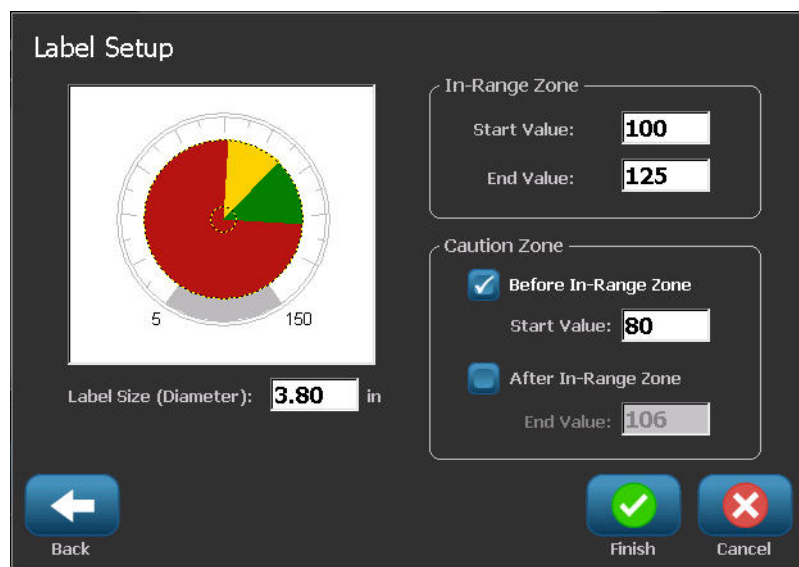 Label Setup
5
150
Label Size (Diameter): 3.80 in
In-Range Zone
Start Value: 100
End Value: 125
Caution Zone
Before In-Range Zone
Start Value: 80
After In-Range Zone
End Value: 106
Back
Finish
Cancel